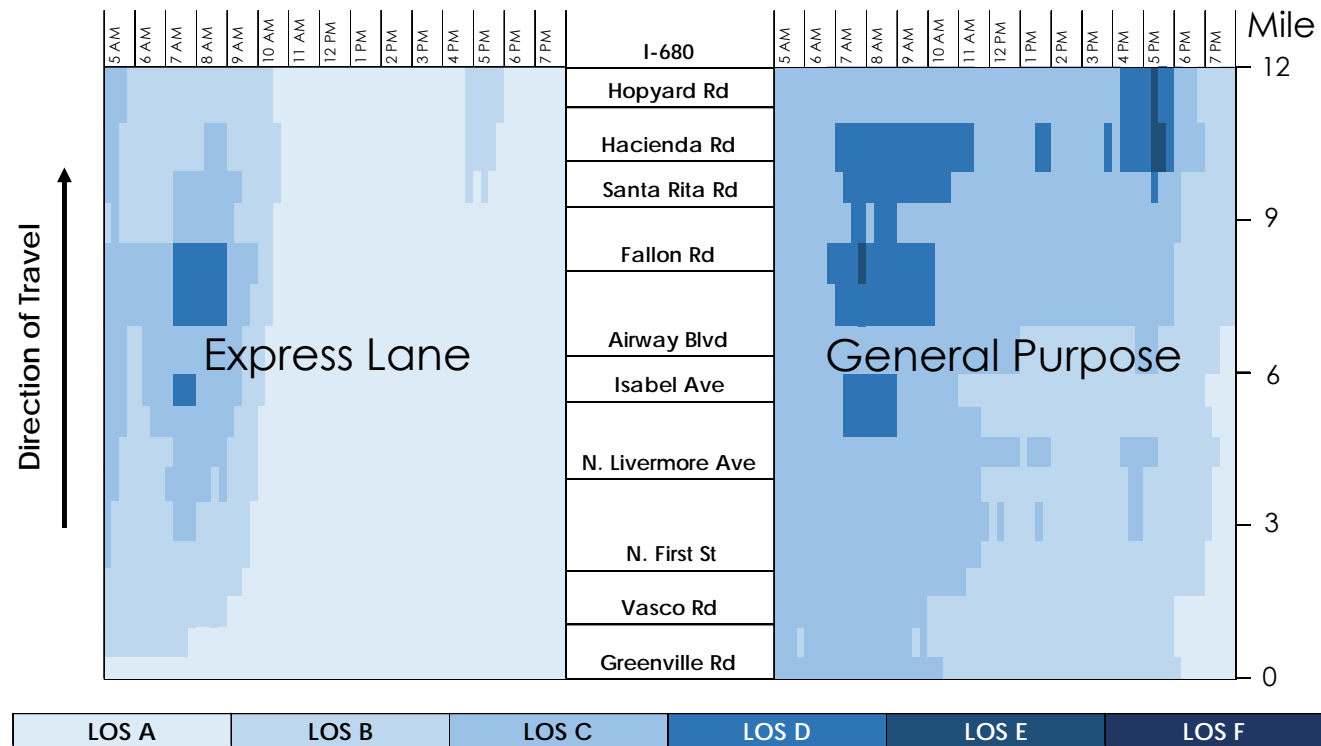 5 AM 6 AM 7 AM 8 AM 9 AM 10 AM 11 AM 12 PM 1 PM 2 PM 3 PM 4 PM 5 PM 6 PM 7 PM
I-680
5 AM 6 AM 7 AM 8 AM 9 AM 10 AM 11 AM 12 PM 1 PM 2 PM 3 PM 4 PM 5 PM 6 PM 7 PM
Mile
12
Hopyard Rd
Hacienda Rd
Santa Rita Rd
9
Fallon Rd
Direction of Travel
Airway Blvd
Express Lane
General Purpose
6
Isabel Ave
N. Livermore Ave
3
N. First St
Vasco Rd
Greenville Rd
0
LOS A LOS B LOS C LOS D LOS E LOS F